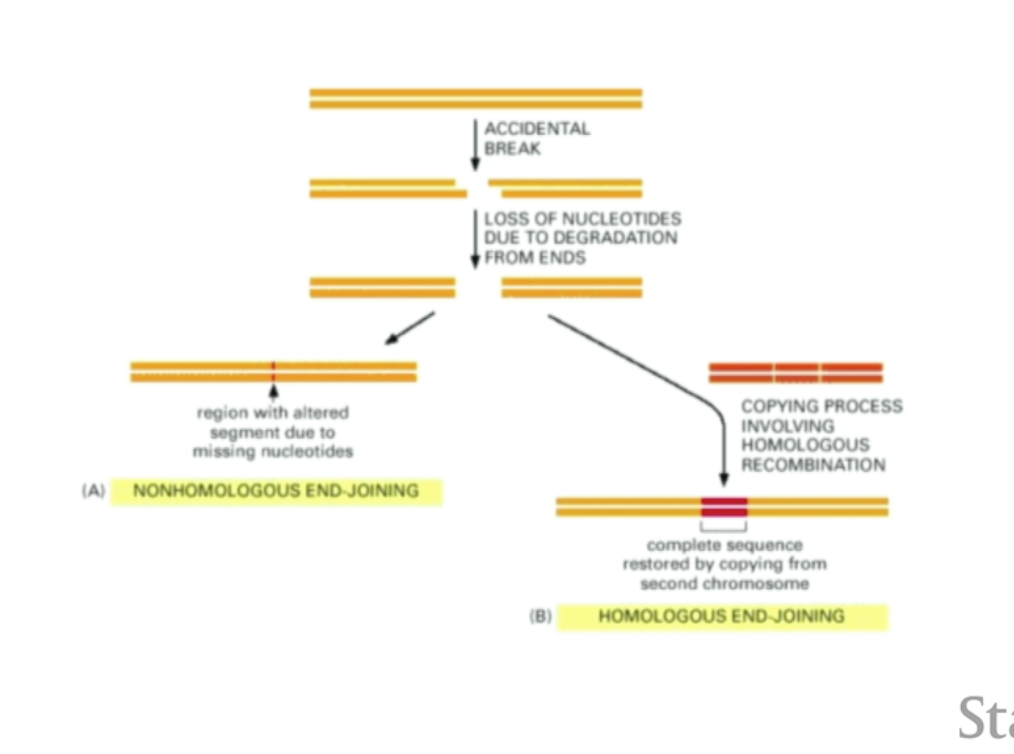 ACCIDENTAL
BREAK
LOSS OF NUCLEOTIDES
DUE TO DEGRADATION
FROM ENDS
region with altered
segment due to
missing nucleotides
(A) NONHOMOLOGOUS END-JOINING
COPYING PROCESS
INVOLVING
HOMOLOGOUS
RECOMBINATION
complete sequence
restored by copying from
second chromosome
(B) HOMOLOGOUS END-JOINING
Sta